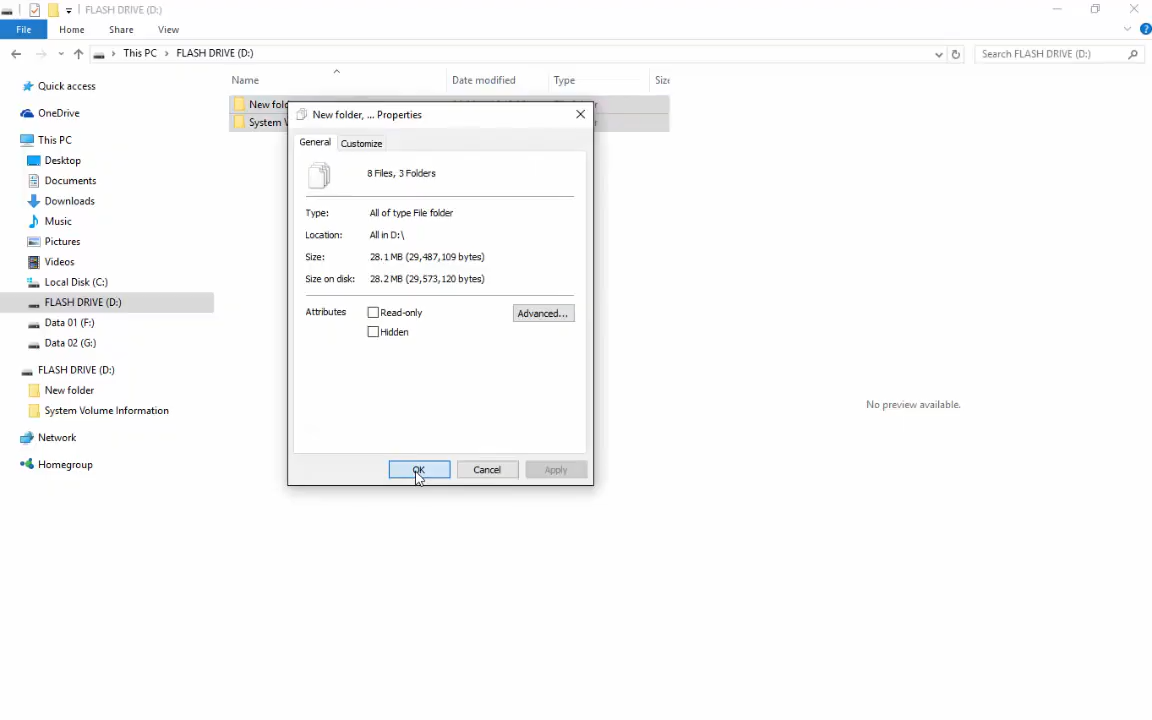 FLASH DRIVE (D:)
File Home Share View
This PC FLASH DRIVE (D:)
Search FLASH DRIVE (D:)
Quick access
OneDrive
This PC
Desktop
Documents
Downloads
Music
Pictures
Videos
Local Disk (C:)
FLASH DRIVE (D:)
Data 01 (F:)
Data 02 (G:)
FLASH DRIVE (D:)
New folder
System Volume Information
Network
Homegroup
Name Date modified Type
New
System
New folder, ... Properties
General Customize
8 Files, 3 Folders
Type: All of type File folder
Location: All in D:\
Size: 28.1 MB (29,487,109 bytes)
Size on disk: 28.2 MB (29,573,120 bytes)
Attributes Read-only Advanced...
Hidden
OK Cancel Apply
No preview available.